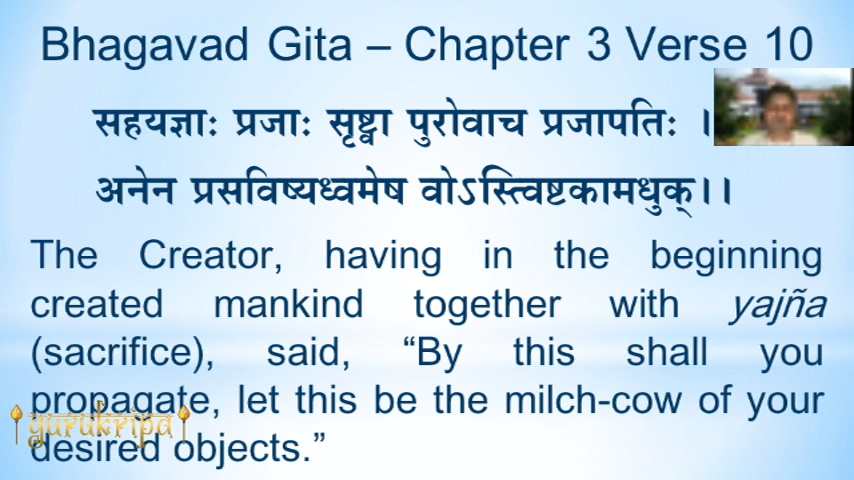 Bhagavad Gita – Chapter 3 Verse 10
सहयज्ञाः प्रजाः सृष्ट्वा पुरोवाच प्रजापतिः ।
अनेन प्रसविष्यध्वमेष वोऽस्त्विष्टकामधुक्।।
The Creator, having in the beginning
created mankind together with yajña
(sacrifice), said, “By this shall you
propagate, let this be the milch-cow of your
gurukripa
desired objects.”